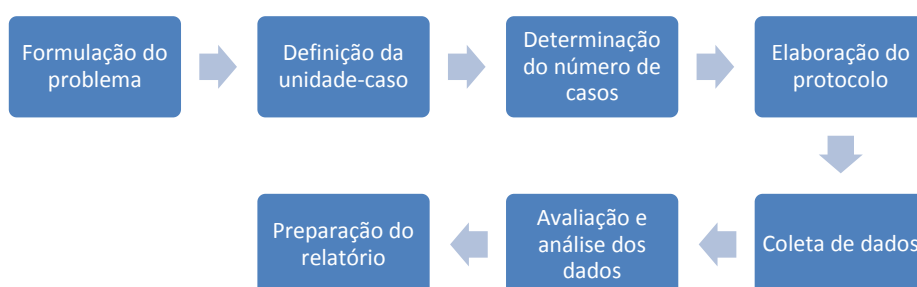 Formulação do
problema
Definição da
unidade-caso
Determinação
do número de
casos
Elaboração do
protocolo
Coleta de dados
Avaliação e
análise dos
dados
Preparação do
relatório